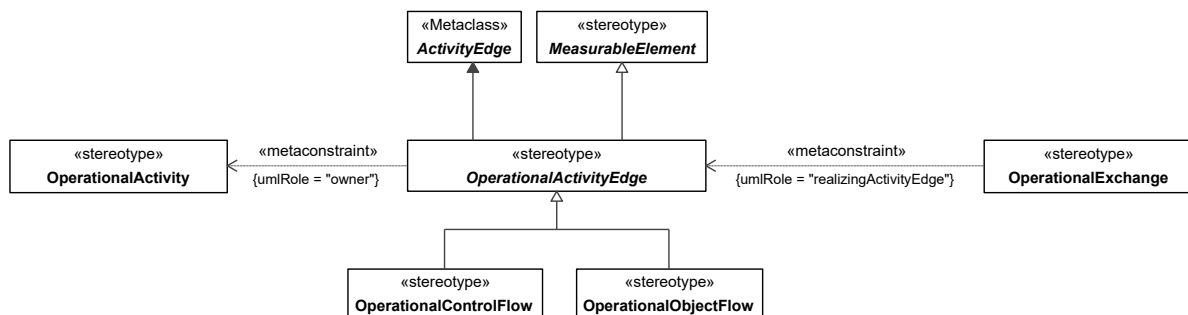 «Metaclass»
ActivityEdge
«stereotype»
MeasurableElement
«stereotype»
OperationalActivity
«metaconstraint»
{umlRole = "owner"}
«stereotype»
OperationalActivityEdge
«metaconstraint»
{umlRole = "realizingActivityEdge"}
«stereotype»
OperationalExchange
«stereotype»
OperationalControlFlow
«stereotype»
OperationalObjectFlow